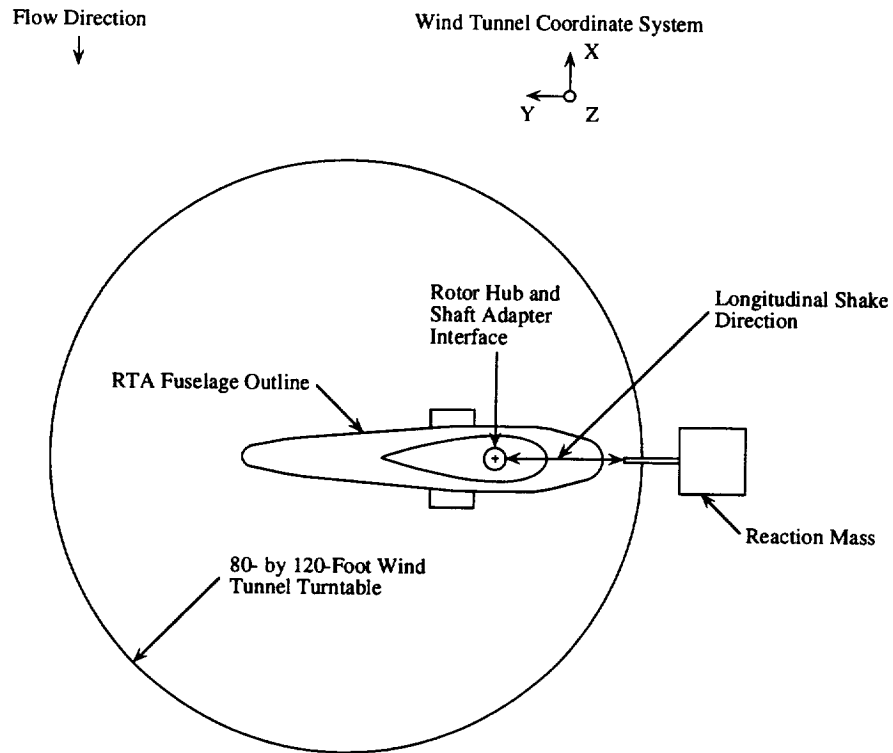 Flow Direction
Wind Tunnel Coordinate System
X
Y
Z
Rotor Hub and
Shaft Adapter
Interface
Longitudinal Shake
Direction
RTA Fuselage Outline
Reaction Mass
80- by 120-Foot Wind
Tunnel Turntable